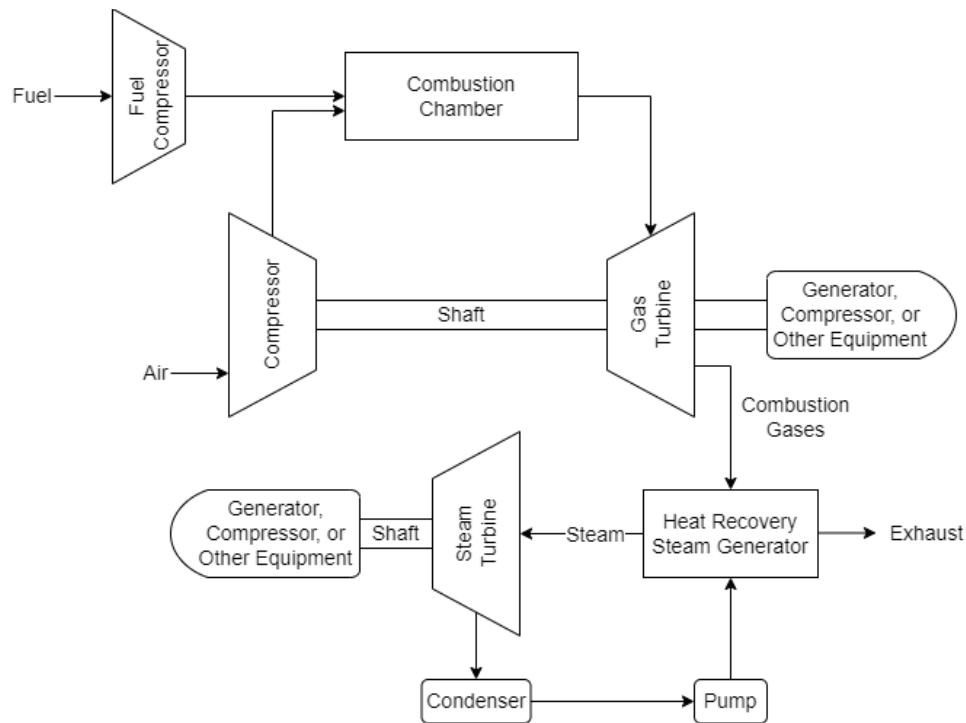 Fuel
Fuel
Compressor
Combustion
Chamber
Compressor
Shaft
Gas
Turbine
Generator,
Compressor, or
Other Equipment
Air
Combustion
Gases
Generator,
Compressor, or
Other Equipment
Shaft
Steam
Turbine
Steam
Heat Recovery
Steam Generator
Exhaust
Condenser
Pump